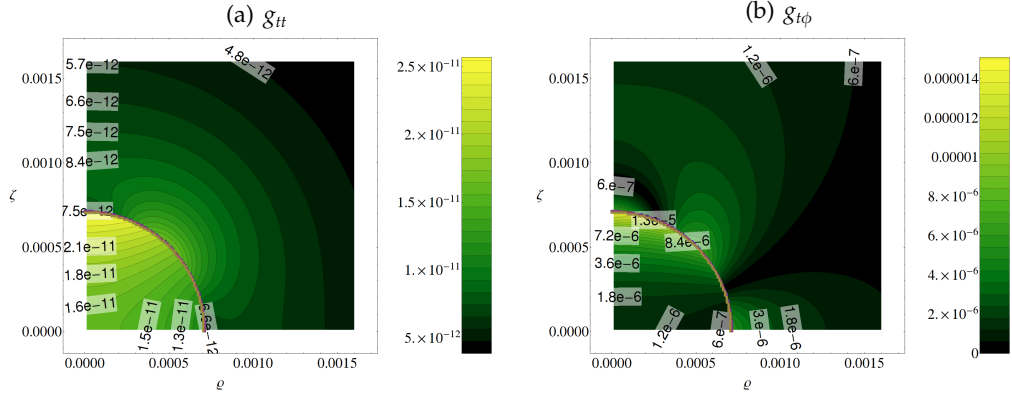 (a) g_tt
4.8e-12
5.7e-12
6.6e-12
7.5e-12
8.4e-12
7.5e-12
2.1e-11
1.8e-11
1.6e-11
1.5e-11
1.3e-11
6.6e-12
0.0015
0.0010
0.0005
0.0000
ζ
0.0000
0.0005
0.0010
0.0015
ϱ
2.5×10⁻¹¹
2.×10⁻¹¹
1.5×10⁻¹¹
1.×10⁻¹¹
5.×10⁻¹²
(b) g_tϕ
1.2e-6
6.e-7
6.e-7
1.3e-5
7.2e-6
8.4e-6
3.6e-6
1.8e-6
1.2e-6
6.e-7
3.e-6
1.8e-6
0.0015
0.0010
0.0005
0.0000
ζ
0.0000
0.0005
0.0010
0.0015
ϱ
0.000014
0.000012
0.00001
8.×10⁻⁶
6.×10⁻⁶
4.×10⁻⁶
2.×10⁻⁶
0